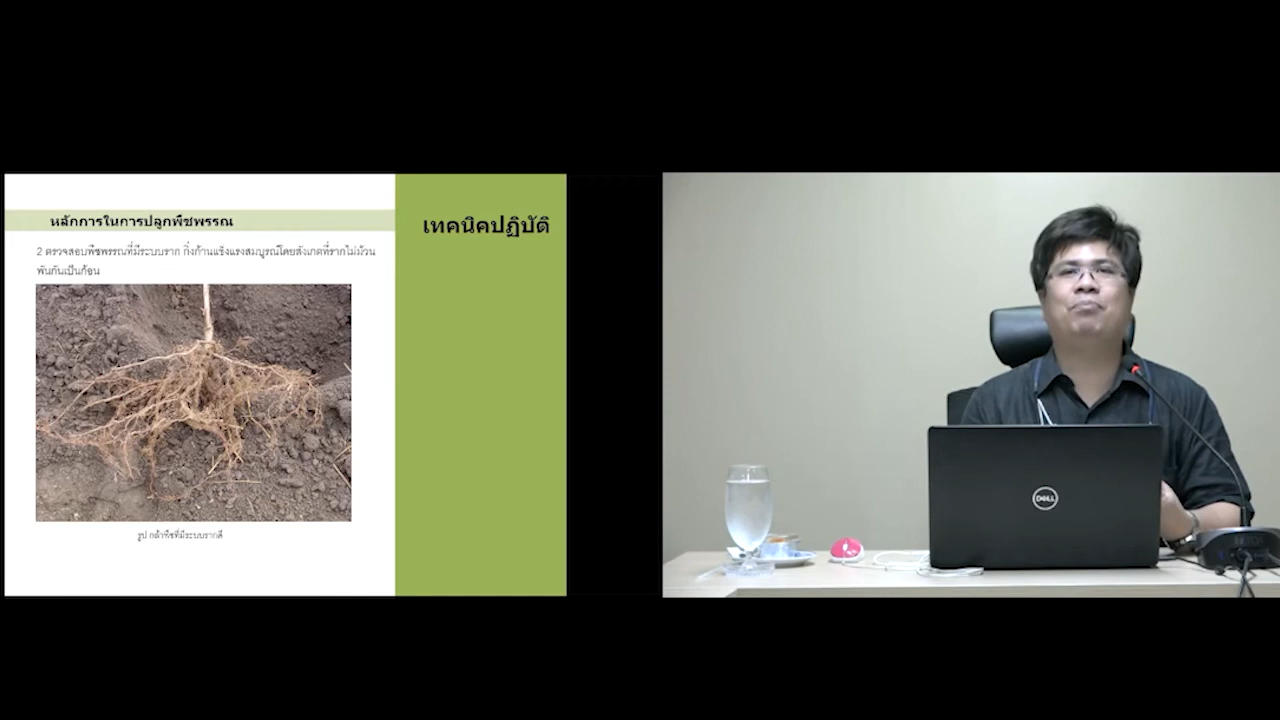 หลักการในการปลูกพืชพรรณ
เทคนิคปฏิบัติ
2 ตรวจสอบพืชพรรณที่มีระบบราก กิ่งก้านแข็งแรงสมบูรณ์โดยสังเกตที่รากไม่ม้วน
พันกันเป็นก้อน
รูป กล้าพืชที่มีระบบรากดี
DELL